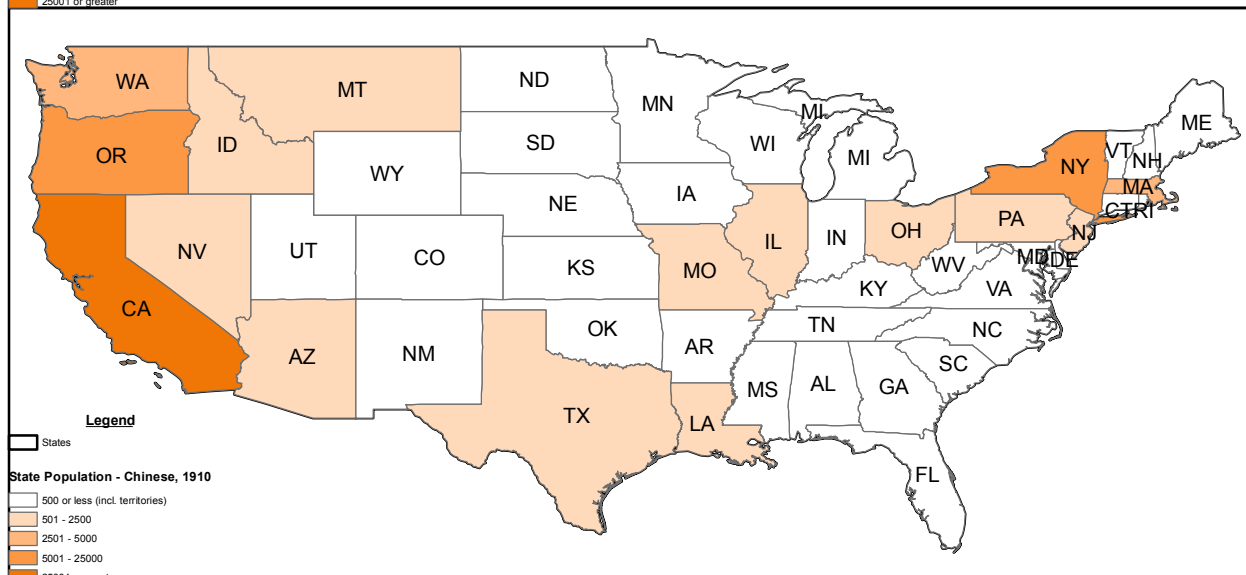 25001 or greater
WA
MT
ND
MN
MI
ME
OR
ID
SD
WI
MI
VT
NH
NY
MA
WY
IA
NE
CT
RI
PA
NV
UT
CO
IL
IN
OH
NJ
MD
DE
WV
CA
KS
MO
KY
VA
OK
TN
NC
AZ
NM
AR
SC
MS
AL
GA
TX
LA
FL
Legend
States
State Population - Chinese, 1910
500 or less (incl. territories)
501 - 2500
2501 - 5000
5001 - 25000